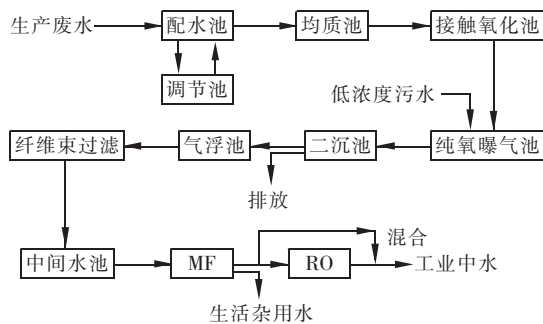 生产废水 配水池 均质池 接触氧化池
调节池
低浓度污水
纤维束过滤 气浮池 二沉池 纯氧曝气池
排放
混合
中间水池 MF RO 工业中水
生活杂用水